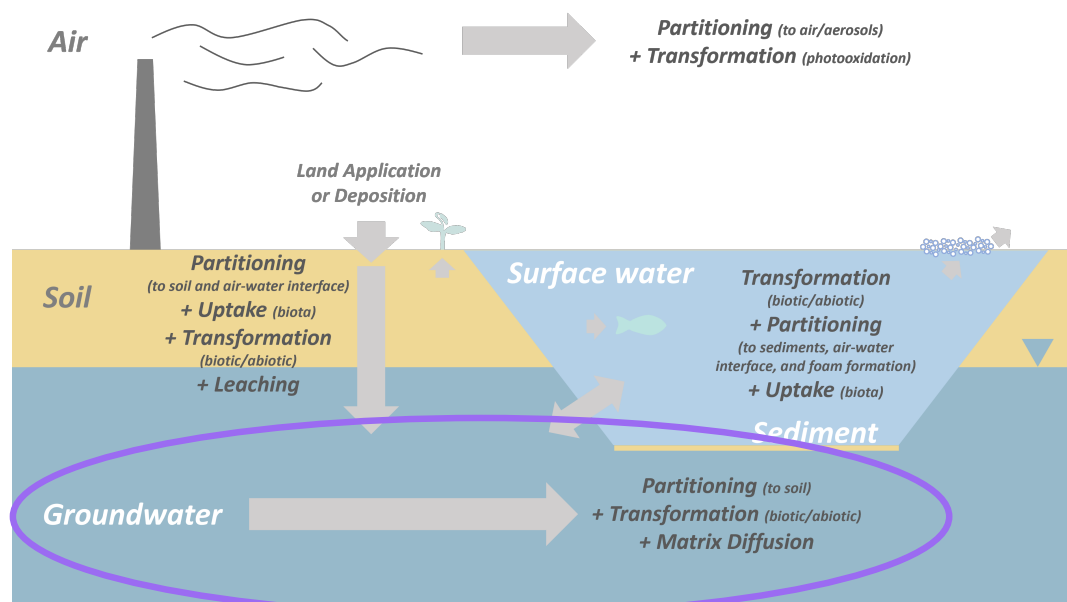 Air
Partitioning (to air/aerosols)
+ Transformation (photooxidation)
Land Application
or Deposition
Soil
Partitioning
(to soil and air-water interface)
+ Uptake (biota)
+ Transformation
(biotic/abiotic)
+ Leaching
Surface water
Transformation
(biotic/abiotic)
+ Partitioning
(to sediments, air-water
interface, and foam formation)
+ Uptake (biota)
Sediment
Groundwater
Partitioning (to soil)
+ Transformation (biotic/abiotic)
+ Matrix Diffusion